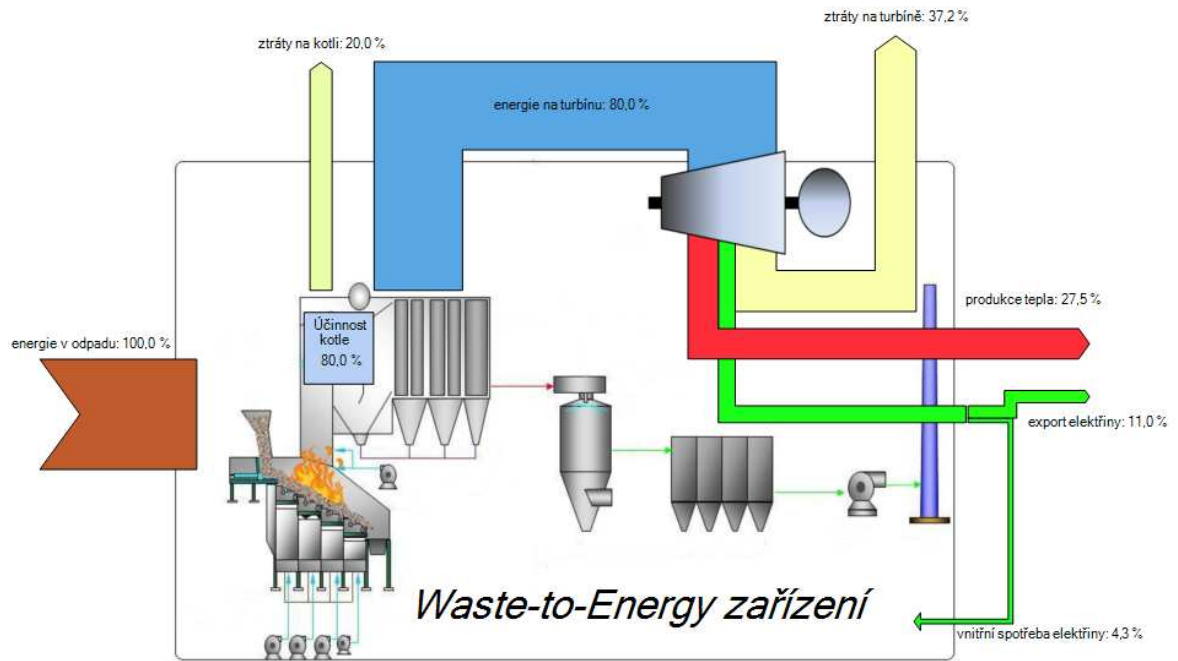 ztráty na turbíně: 37,2 %
ztráty na kotli: 20,0 %
energie na turbínu: 80,0 %
produkce tepla: 27,5 %
Účinnost
kotle
80,0 %
energie v odpadu: 100,0 %
export elektřiny: 11,0 %
Waste-to-Energy zařízení
vnitřní spotřeba elektřiny: 4,3 %